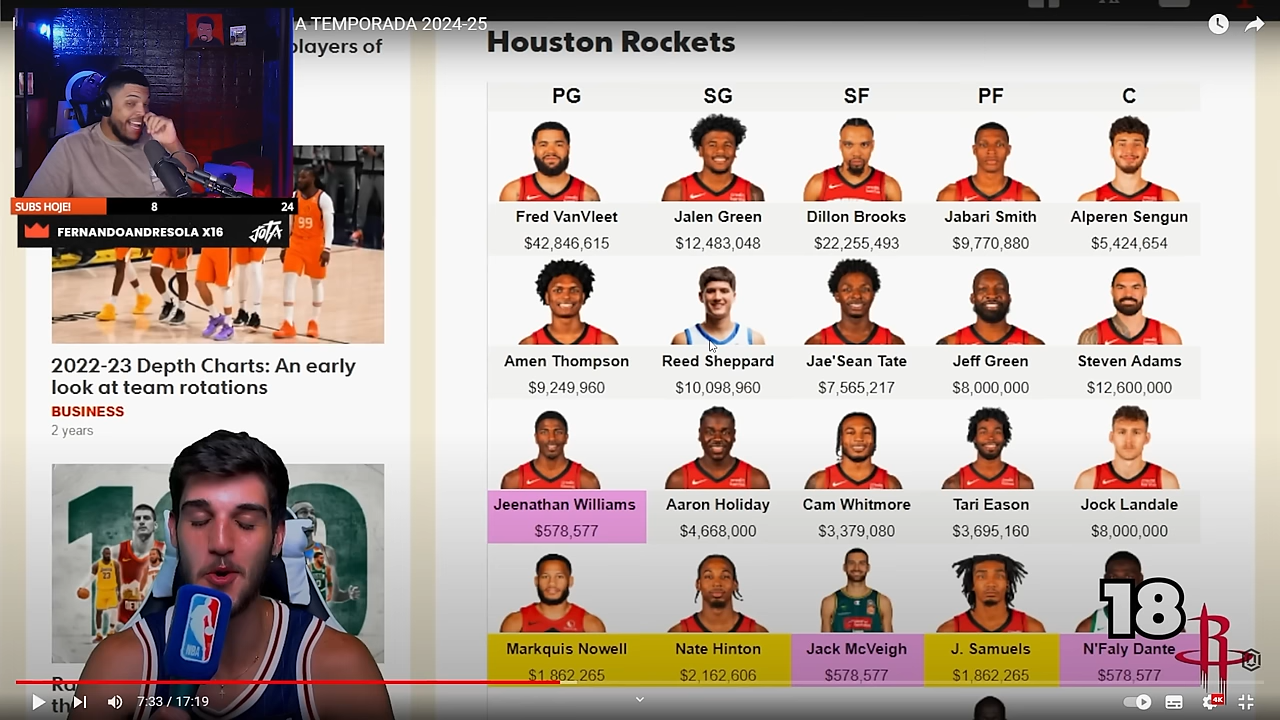 A TEMPORADA 2024-25
players of
Houston Rockets
SUBS HOJE! 8 24
FERNANDOANDRESOLA X16 JOTA
99
2022-23 Depth Charts: An early
look at team rotations
BUSINESS
2 years
NBA
PG SG SF PF C
Fred VanVleet Jalen Green Dillon Brooks Jabari Smith Alperen Sengun
$42,846,615 $12,483,048 $22,255,493 $9,770,880 $5,424,654
Amen Thompson Reed Sheppard Jae'Sean Tate Jeff Green Steven Adams
$9,249,960 $10,098,960 $7,565,217 $8,000,000 $12,600,000
Jeenathan Williams Aaron Holiday Cam Whitmore Tari Eason Jock Landale
$578,577 $4,668,000 $3,379,080 $3,695,160 $8,000,000
Markquis Nowell Nate Hinton Jack McVeigh J. Samuels N'Faly Dante
$1,862,265 $2,162,606 $578,577 $1,862,265 $578,577
18
R
7:33 / 17:19
4K